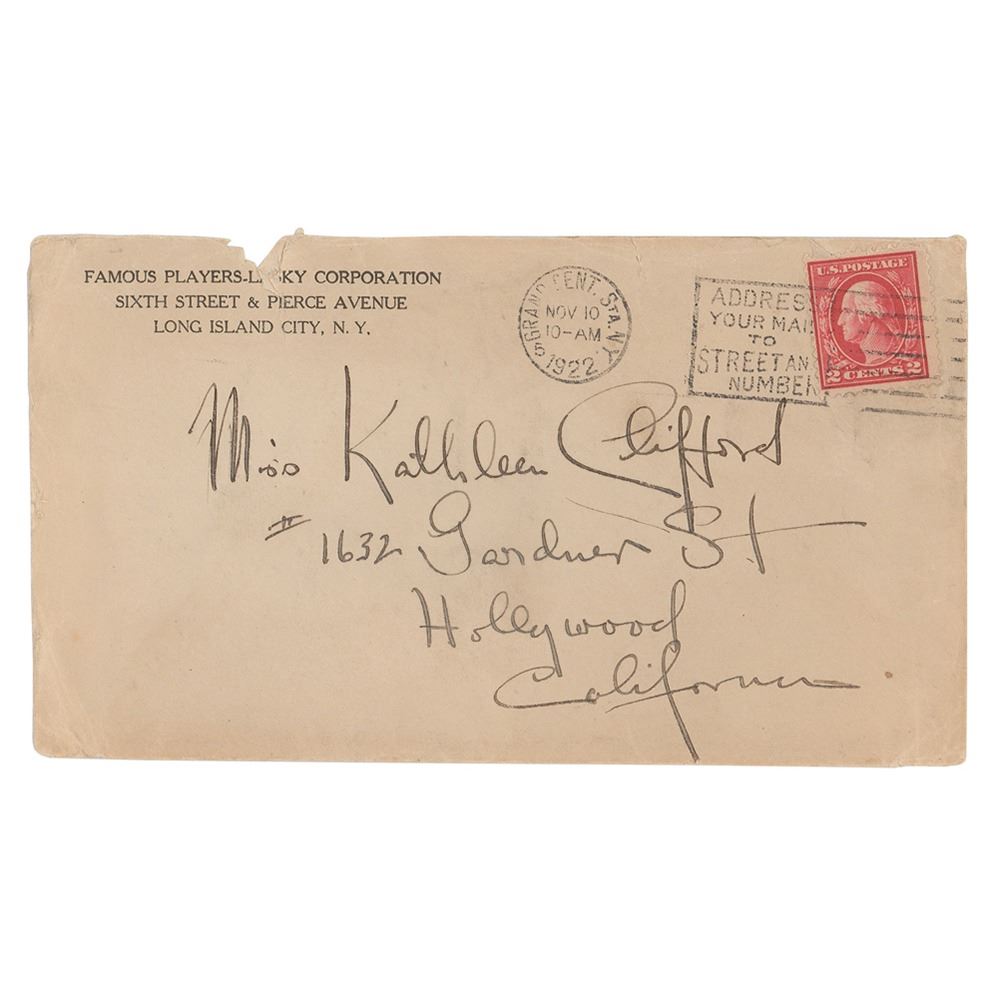 FAMOUS PLAYERS-L SKY CORPORATION
SIXTH STREET & PIERCE AVENUE
LONG ISLAND CITY, N. Y.
GRAND CENT. STA. N.Y.
NOV 10
10-AM
5
1922
ADDRES
YOUR MAI
TO
STREET AN
NUMBER
U.S. POSTAGE
2 CENTS 2
Miss Kathleen Clifford
# 1632 Gardner St
Hollywood
California